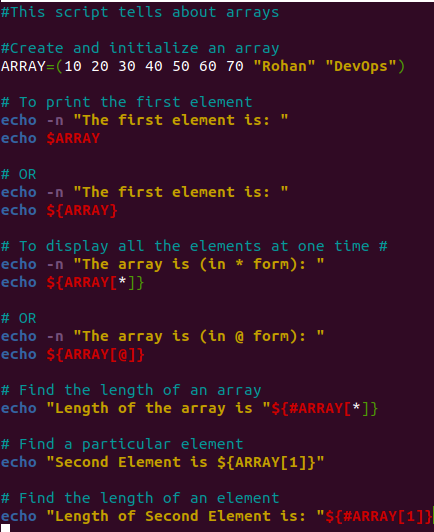 #This script tells about arrays
#Create and initialize an array
ARRAY=(10 20 30 40 50 60 70 "Rohan" "DevOps")
# To print the first element
echo -n "The first element is: "
echo $ARRAY
# OR
echo -n "The first element is: "
echo ${ARRAY}
# To display all the elements at one time #
echo -n "The array is (in * form): "
echo ${ARRAY[*]}
# OR
echo -n "The array is (in @ form): "
echo ${ARRAY[@]}
# Find the length of an array
echo "Length of the array is "${#ARRAY[*]}
# Find a particular element
echo "Second Element is ${ARRAY[1]}"
# Find the length of an element
echo "Length of Second Element is: "${#ARRAY[1]}